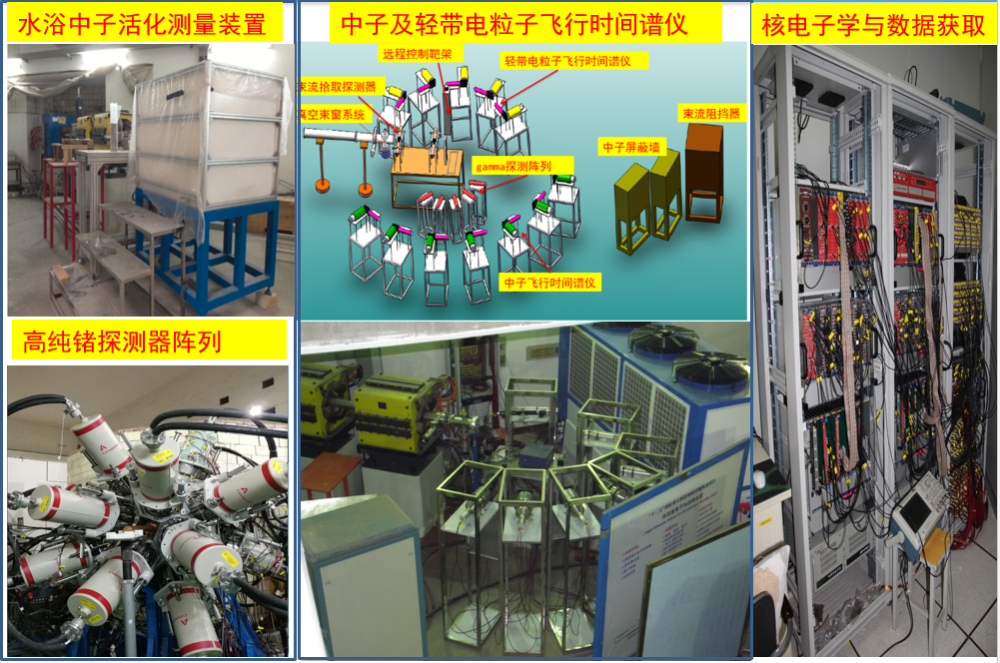 水浴中子活化测量装置
中子及轻带电粒子飞行时间谱仪
核电子学与数据获取
远程控制靶架
轻带电粒子飞行时间谱仪
束流拾取探测器
真空束窗系统
束流阻挡器
中子屏蔽墙
gamma探测阵列
中子飞行时间谱仪
高纯锗探测器阵列